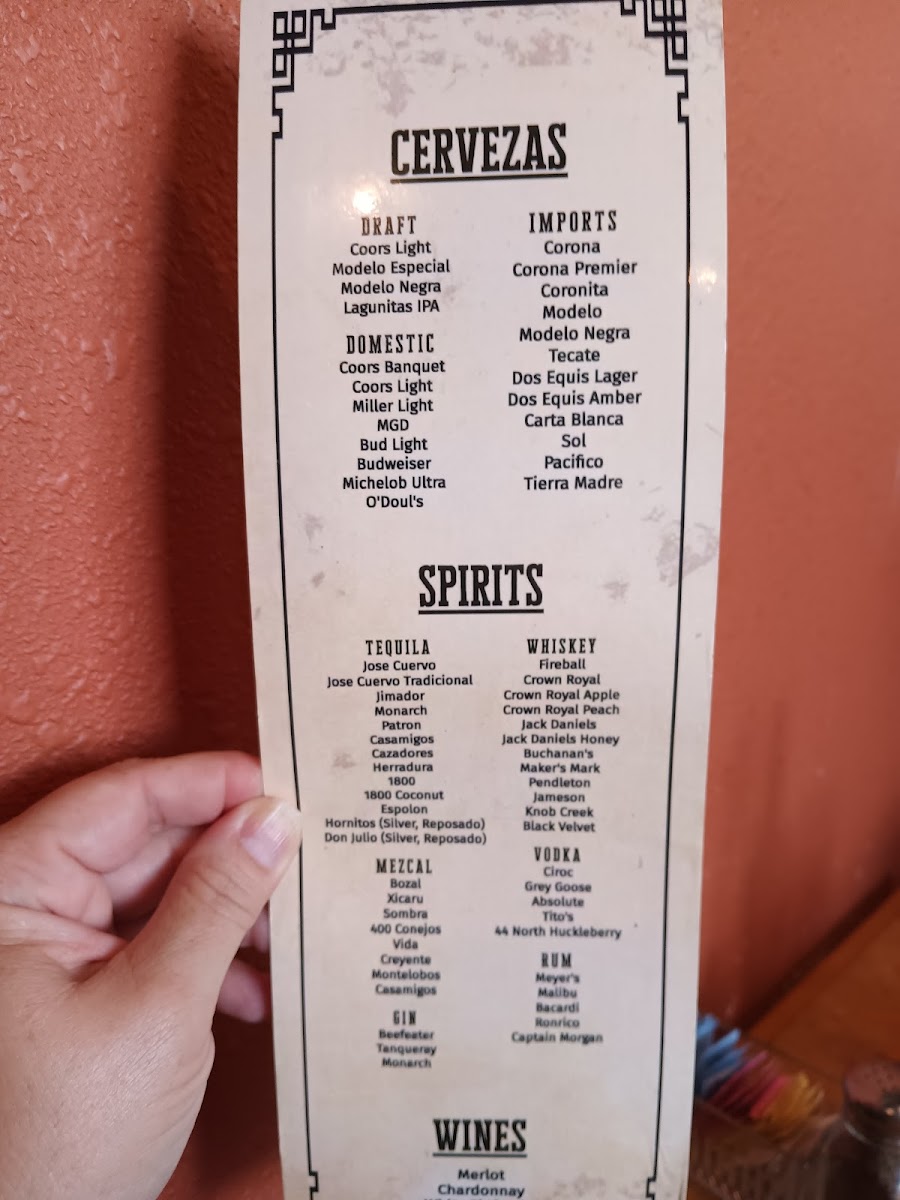 CERVEZAS
DRAFT
Coors Light
Modelo Especial
Modelo Negra
Lagunitas IPA
DOMESTIC
Coors Banquet
Coors Light
Miller Light
MGD
Bud Light
Budweiser
Michelob Ultra
O'Doul's
IMPORTS
Corona
Corona Premier
Coronita
Modelo
Modelo Negra
Tecate
Dos Equis Lager
Dos Equis Amber
Carta Blanca
Sol
Pacifico
Tierra Madre
SPIRITS
TEQUILA
Jose Cuervo
Jose Cuervo Tradicional
Jimador
Monarch
Patron
Casamigos
Cazadores
Herradura
1800
1800 Coconut
Espolon
Hornitos (Silver, Reposado)
Don Julio (Silver, Reposado)
MEZCAL
Bozal
Xicaru
Sombra
400 Conejos
Vida
Creyente
Montelobos
Casamigos
GIN
Beefeater
Tanqueray
Monarch
WHISKEY
Fireball
Crown Royal
Crown Royal Apple
Crown Royal Peach
Jack Daniels
Jack Daniels Honey
Buchanan's
Maker's Mark
Pendleton
Jameson
Knob Creek
Black Velvet
VODKA
Ciroc
Grey Goose
Absolute
Tito's
44 North Huckleberry
RUM
Meyer's
Malibu
Bacardi
Ronrico
Captain Morgan
WINES
Merlot
Chardonnay